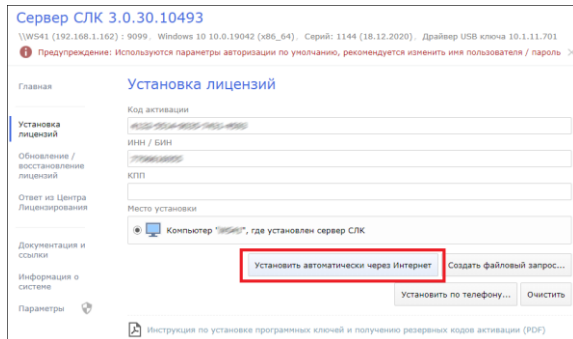 Сервер СЛК 3.0.30.10493
\\WS41 (192.168.1.162) : 9099, Windows 10 10.0.19042 (x86_64), Серий: 1144 (18.12.2020), Драйвер USB ключа 10.1.11.701
Предупреждение: Используются параметры авторизации по умолчанию, рекомендуется изменить имя пользователя / пароль
Главная
Установка лицензий
Обновление / восстановление лицензий
Ответ из Центра Лицензирования
Документация и ссылки
Информация о системе
Параметры
Установка лицензий
Код активации
ИНН / БИН
КПП
Место установки
Компьютер "", где установлен сервер СЛК
Установить автоматически через Интернет
Создать файловый запрос...
Установить по телефону...
Очистить
Инструкция по установке программных ключей и получению резервных кодов активации (PDF)